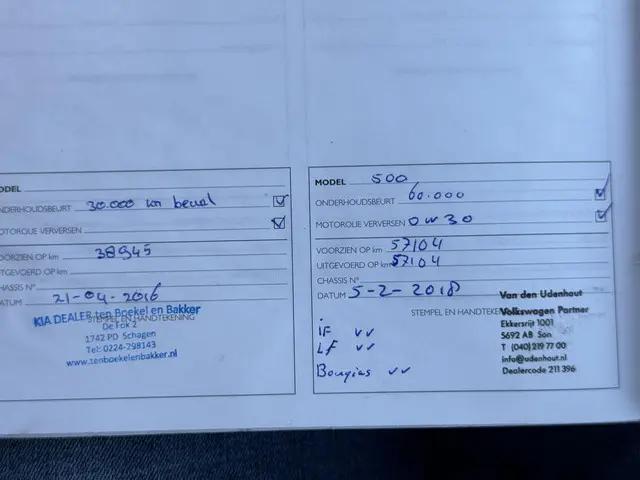 MODEL
ONDERHOUDSBEURT 30.000 km beurt
MOTOROLIE VERVERSEN
VOORZIEN OP km 38945
UITGEVOERD OP km
CHASSIS N°
DATUM 21-04-2016
STEMPEL EN HANDTEKENING
KIA DEALER ten Boekel en Bakker
De Fok 2
1742 PD Schagen
Tel: 0224-298143
www.tenboekelenbakker.nl
MODEL 500
ONDERHOUDSBEURT 60.000
MOTOROLIE VERVERSEN 0W30
VOORZIEN OP km 57104
UITGEVOERD OP km 57104
CHASSIS N°
DATUM 5-2-2018
STEMPEL EN HANDTEKENING
Van den Udenhout
Volkswagen Partner
Ekkersrijt 1001
5692 AB Son
T (040) 219 77 00
info@udenhout.nl
Dealercode 211 396
IF vv
LF vv
Bougies vv